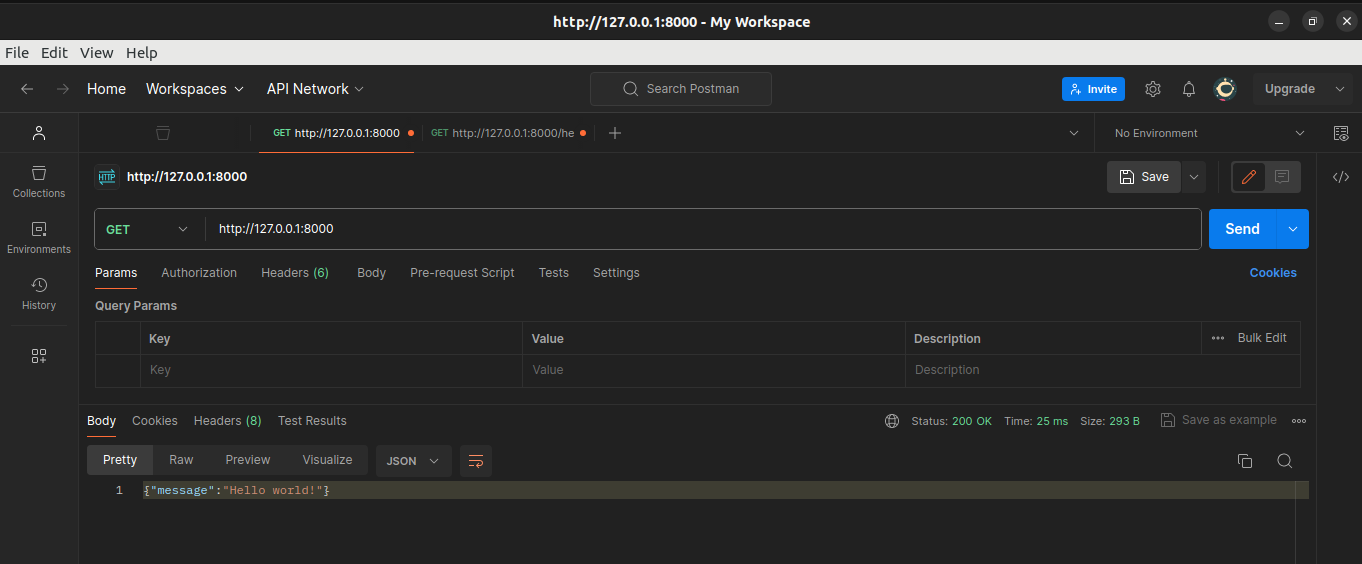 http://127.0.0.1:8000 - My Workspace
File Edit View Help
Home Workspaces API Network Search Postman Invite Upgrade
GET http://127.0.0.1:8000 GET http://127.0.0.1:8000/he No Environment
HTTP http://127.0.0.1:8000 Save
Collections
GET http://127.0.0.1:8000 Send
Environments
Params Authorization Headers (6) Body Pre-request Script Tests Settings Cookies
History
Query Params
Key Value Description Bulk Edit
Key Value Description
Body Cookies Headers (8) Test Results Status: 200 OK Time: 25 ms Size: 293 B Save as example
Pretty Raw Preview Visualize JSON
1 {"message":"Hello world!"}